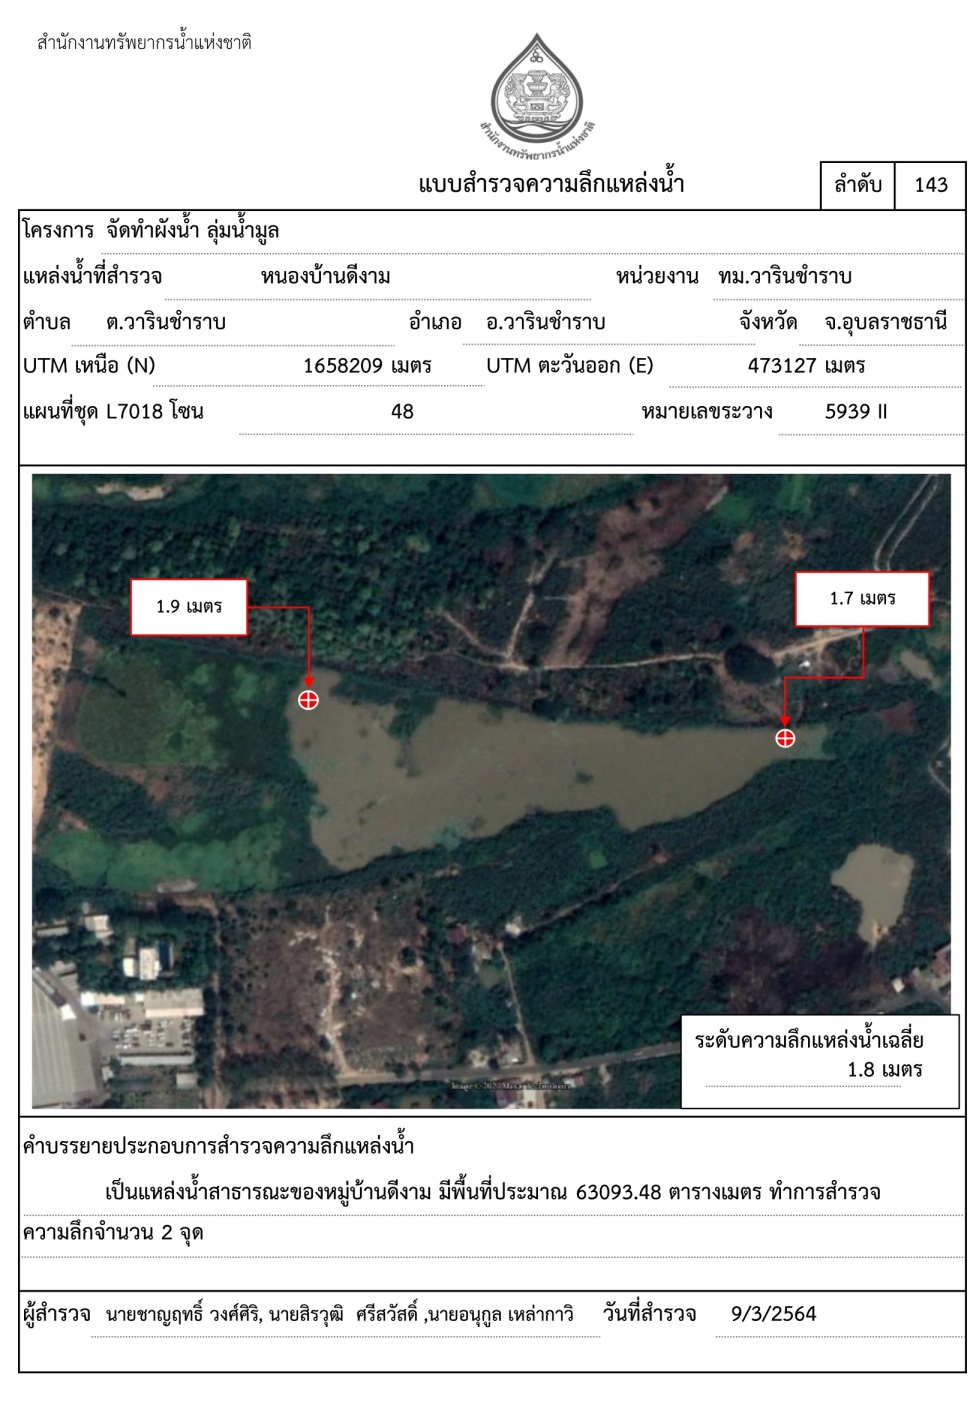 สำนักงานทรัพยากรน้ำแห่งชาติ
สำนักงานทรัพยากรน้ำแห่งชาติ
แบบสำรวจความลึกแหล่งน้ำ ลำดับ 143
โครงการ จัดทำผังน้ำ ลุ่มน้ำมูล
แหล่งน้ำที่สำรวจ หนองบ้านดีงาม หน่วยงาน ทม.วารินชำราบ
ตำบล ต.วารินชำราบ อำเภอ อ.วารินชำราบ จังหวัด จ.อุบลราชธานี
UTM เหนือ (N) 1658209 เมตร UTM ตะวันออก (E) 473127 เมตร
แผนที่ชุด L7018 โซน 48 หมายเลขระวาง 5939 II
1.9 เมตร
1.7 เมตร
ระดับความลึกแหล่งน้ำเฉลี่ย
1.8 เมตร
คำบรรยายประกอบการสำรวจความลึกแหล่งน้ำ
เป็นแหล่งน้ำสาธารณะของหมู่บ้านดีงาม มีพื้นที่ประมาณ 63093.48 ตารางเมตร ทำการสำรวจ
ความลึกจำนวน 2 จุด
ผู้สำรวจ นายชาญฤทธิ์ วงศ์ศิริ, นายสิรวุฒิ ศรีสวัสดิ์ ,นายอนุกูล เหล่ากาวิ วันที่สำรวจ 9/3/2564